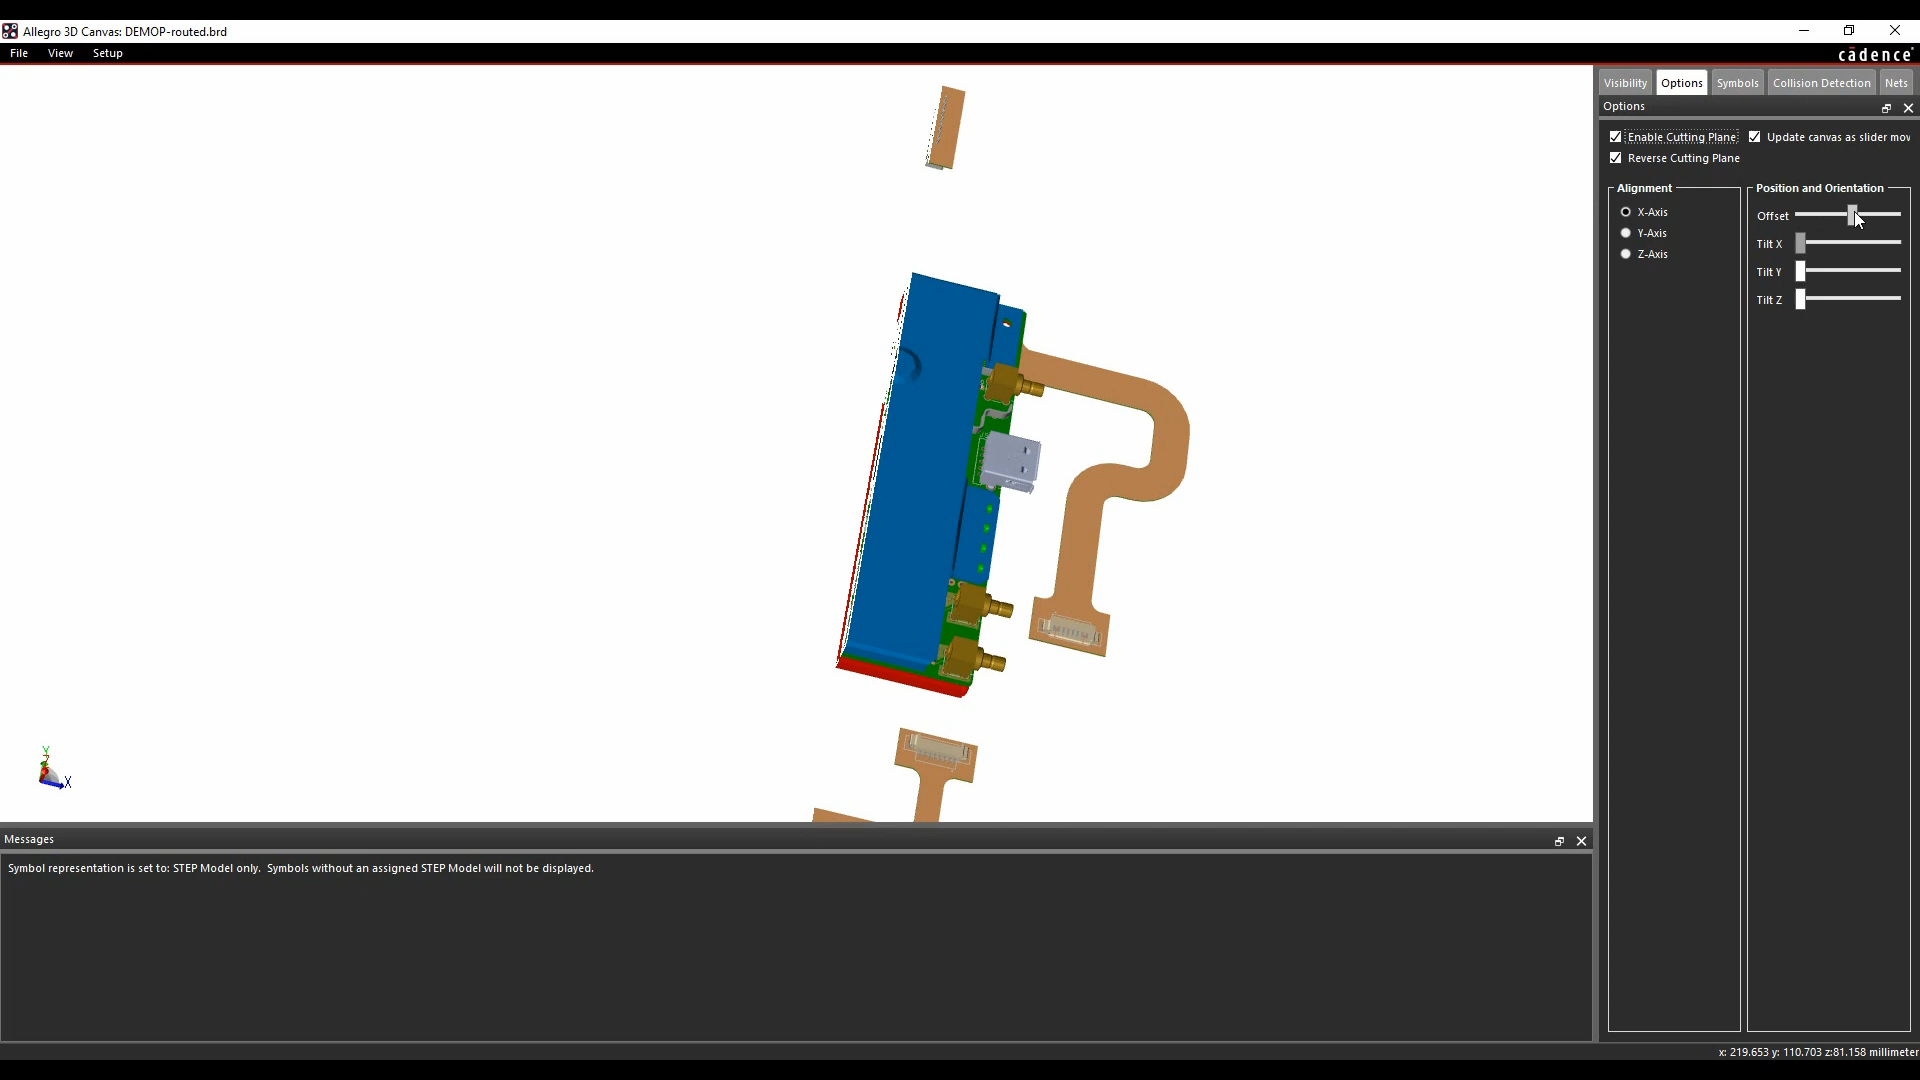 Allegro 3D Canvas: DEMOP-routed.brd
File View Setup
cādence
Visibility Options Symbols Collision Detection Nets
Options
Enable Cutting Plane Update canvas as slider mov
Reverse Cutting Plane
Alignment
X-Axis
Y-Axis
Z-Axis
Position and Orientation
Offset
Tilt X
Tilt Y
Tilt Z
Y
Z
X
Messages
Symbol representation is set to: STEP Model only. Symbols without an assigned STEP Model will not be displayed.
x: 219.653 y: 110.703 z:81.158 millimeter